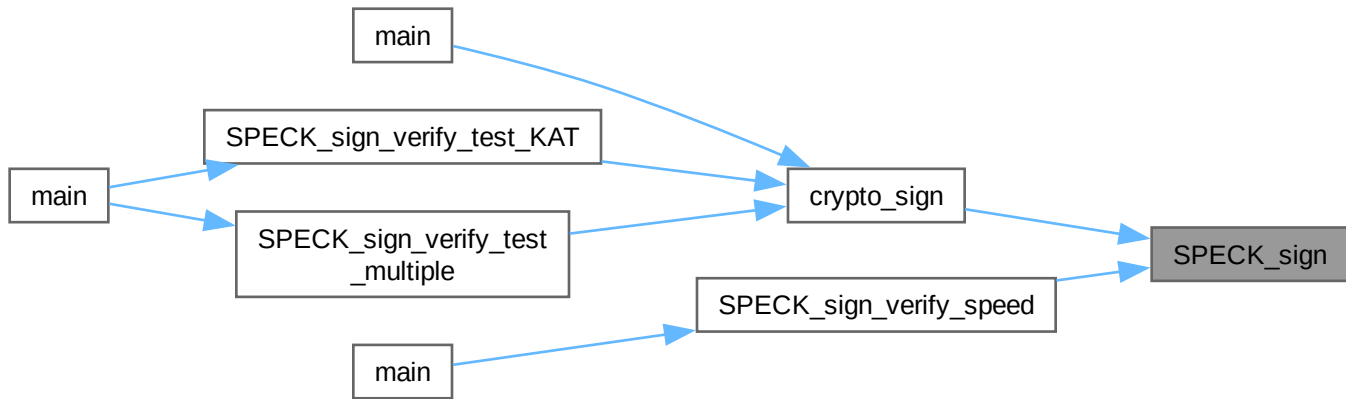 main
SPECK_sign_verify_test_KAT
main
crypto_sign
SPECK_sign_verify_test
_multiple
SPECK_sign
SPECK_sign_verify_speed
main